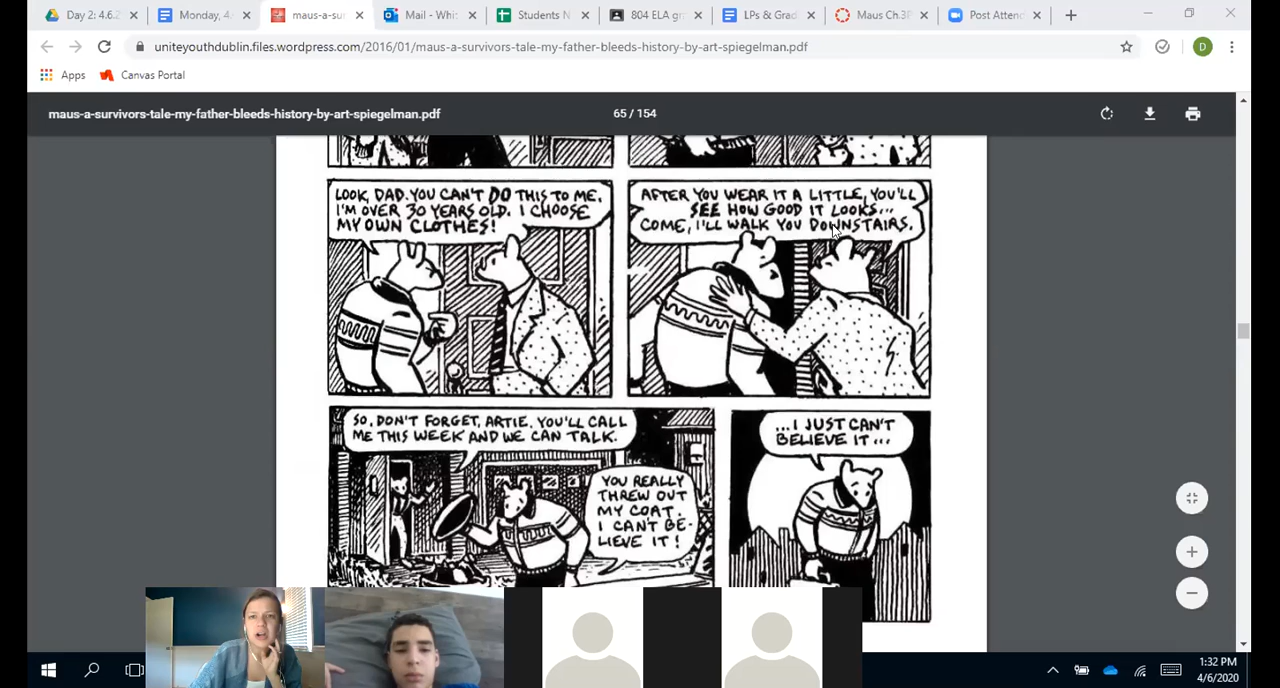 Day 2: 4.6.2
Monday, 4.
maus-a-sur
Mail - Whit
Students N
804 ELA gr
LPs & Grad
Maus Ch.3P
Post Attend
uniteyouthdublin.files.wordpress.com/2016/01/maus-a-survivors-tale-my-father-bleeds-history-by-art-spiegelman.pdf
D
Apps
Canvas Portal
maus-a-survivors-tale-my-father-bleeds-history-by-art-spiegelman.pdf
65 / 154
LOOK, DAD. YOU CAN'T DO THIS TO ME.
I'M OVER 30 YEARS OLD. I CHOOSE
MY OWN CLOTHES!
AFTER YOU WEAR IT A LITTLE, YOU'LL
SEE HOW GOOD IT LOOKS...
COME, I'LL WALK YOU DOWNSTAIRS.
SO, DON'T FORGET, ARTIE. YOU'LL CALL
ME THIS WEEK AND WE CAN TALK.
YOU REALLY
THREW OUT
MY COAT.
I CAN'T BE-
LIEVE IT!
...I JUST CAN'T
BELIEVE IT...
1:32 PM
4/6/2020